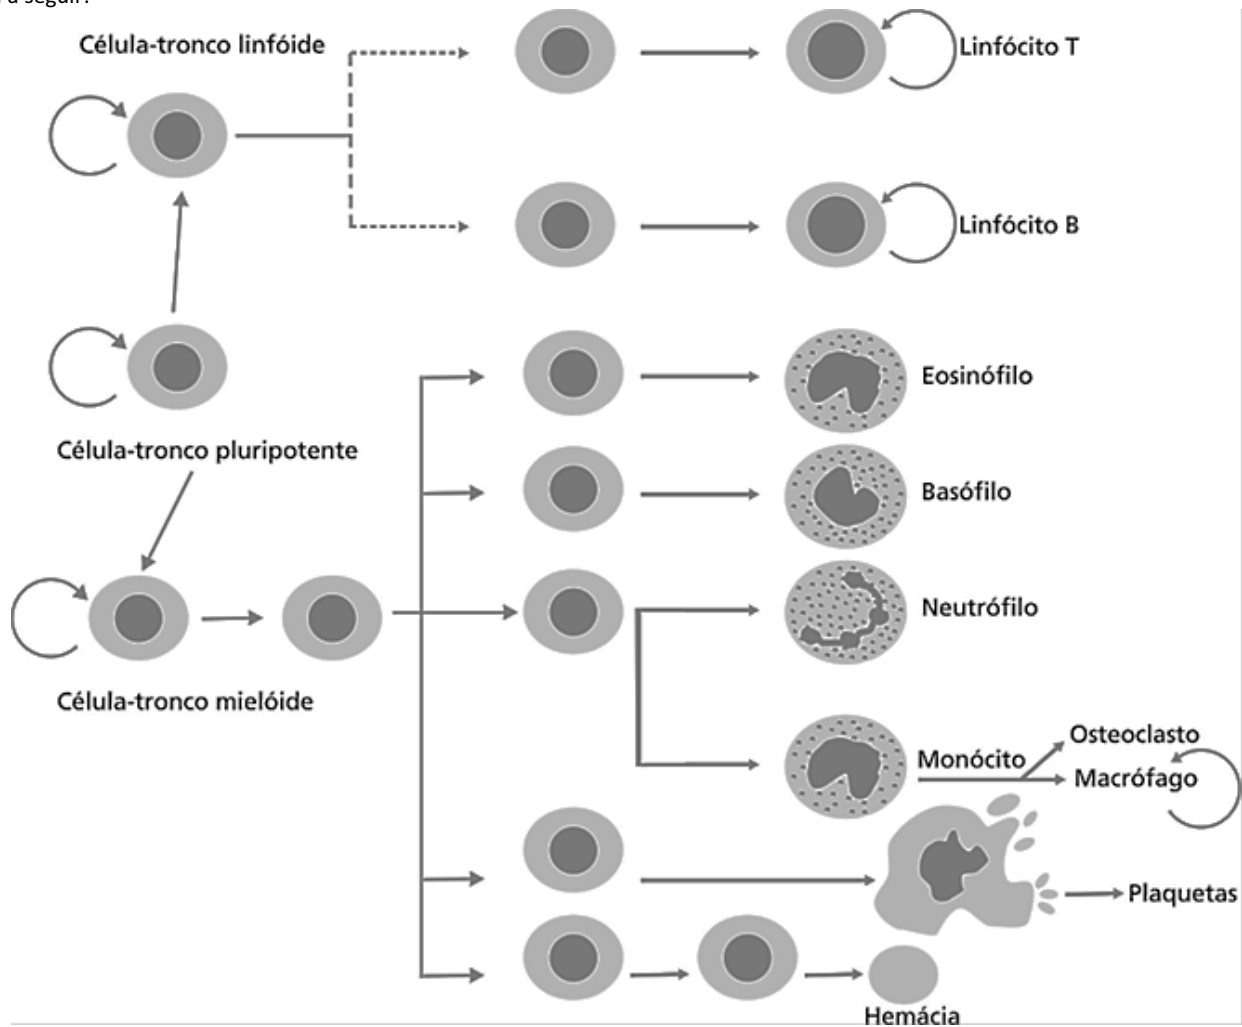 a seguir:
Célula-tronco linfóide
Linfócito T
Linfócito B
Célula-tronco pluripotente
Eosinófilo
Basófilo
Neutrófilo
Célula-tronco mielóide
Monócito
Osteoclasto
Macrófago
Plaquetas
Hemácia